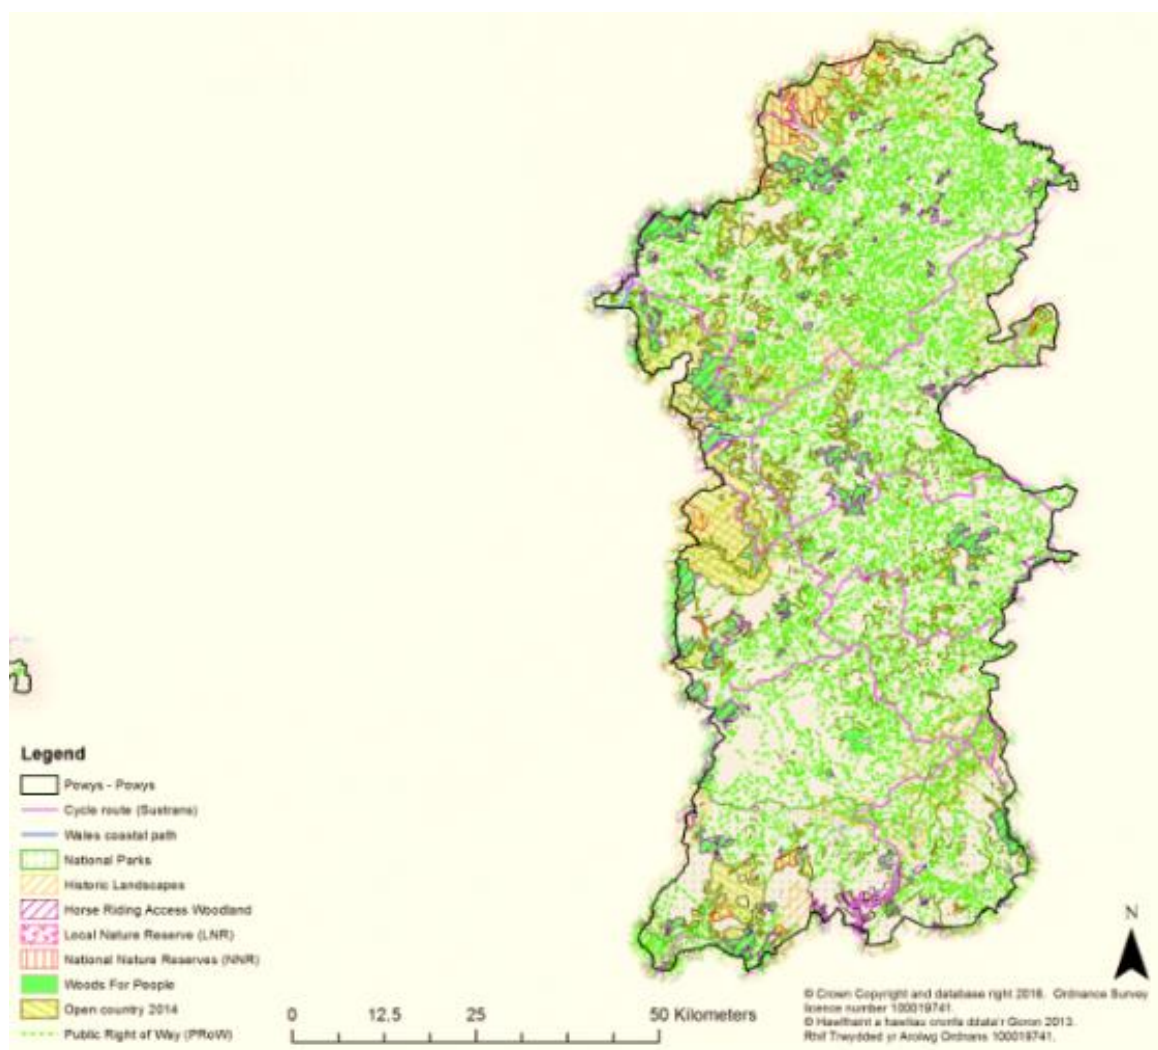 Legend
Powys - Powys
Cycle route (Sustrans)
Wales coastal path
National Parks
Historic Landscapes
Horse Riding Access Woodland
Local Nature Reserve (LNR)
National Nature Reserves (NNR)
Woods For People
Open country 2014
Public Right of Way (PRoW)
0 12.5 25 50 Kilometers
N
© Crown Copyright and database right 2016. Ordnance Survey
licence number 100019741.
© Hawlfraint a hawliau cronfa ddata'r Goron 2013.
Rhif Trwydded yr Arolwg Ordnans 100019741.